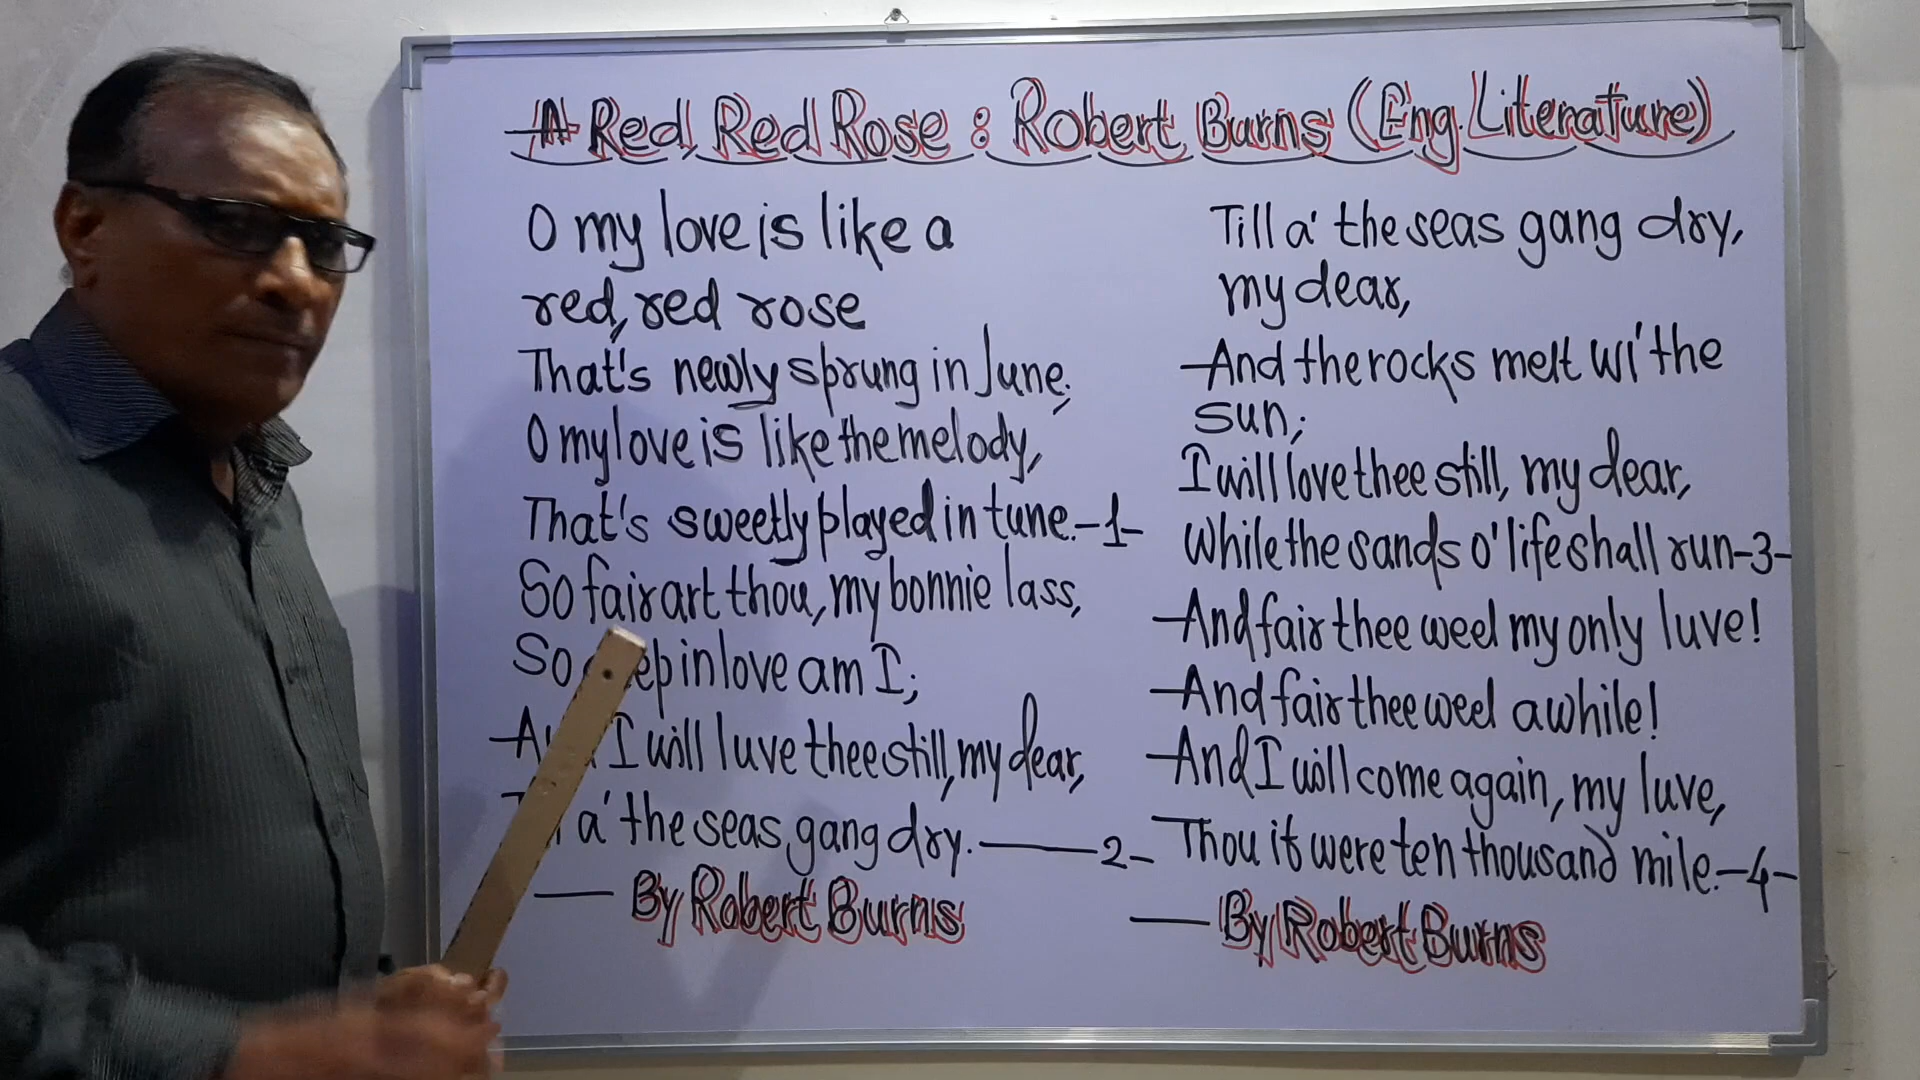 A Red, Red Rose : Robert Burns (Eng. Literature)
O my love is like a
red, red rose
That's newly sprung in June;
O my love is like the melody,
That's sweetly played in tune.-1-
So fair art thou, my bonnie lass,
So in love am I;
I will luve thee still, my dear,
a' the seas gang dry. -2-
- By Robert Burns
Till a' the seas gang dry,
my dear,
And the rocks melt wi' the
sun;
I will love thee still, my dear,
While the sands o' life shall run-3-
And fair thee weel my only luve!
And fair thee weel awhile!
And I will come again, my luve,
Thou it were ten thousand mile.-4-
- By Robert Burns